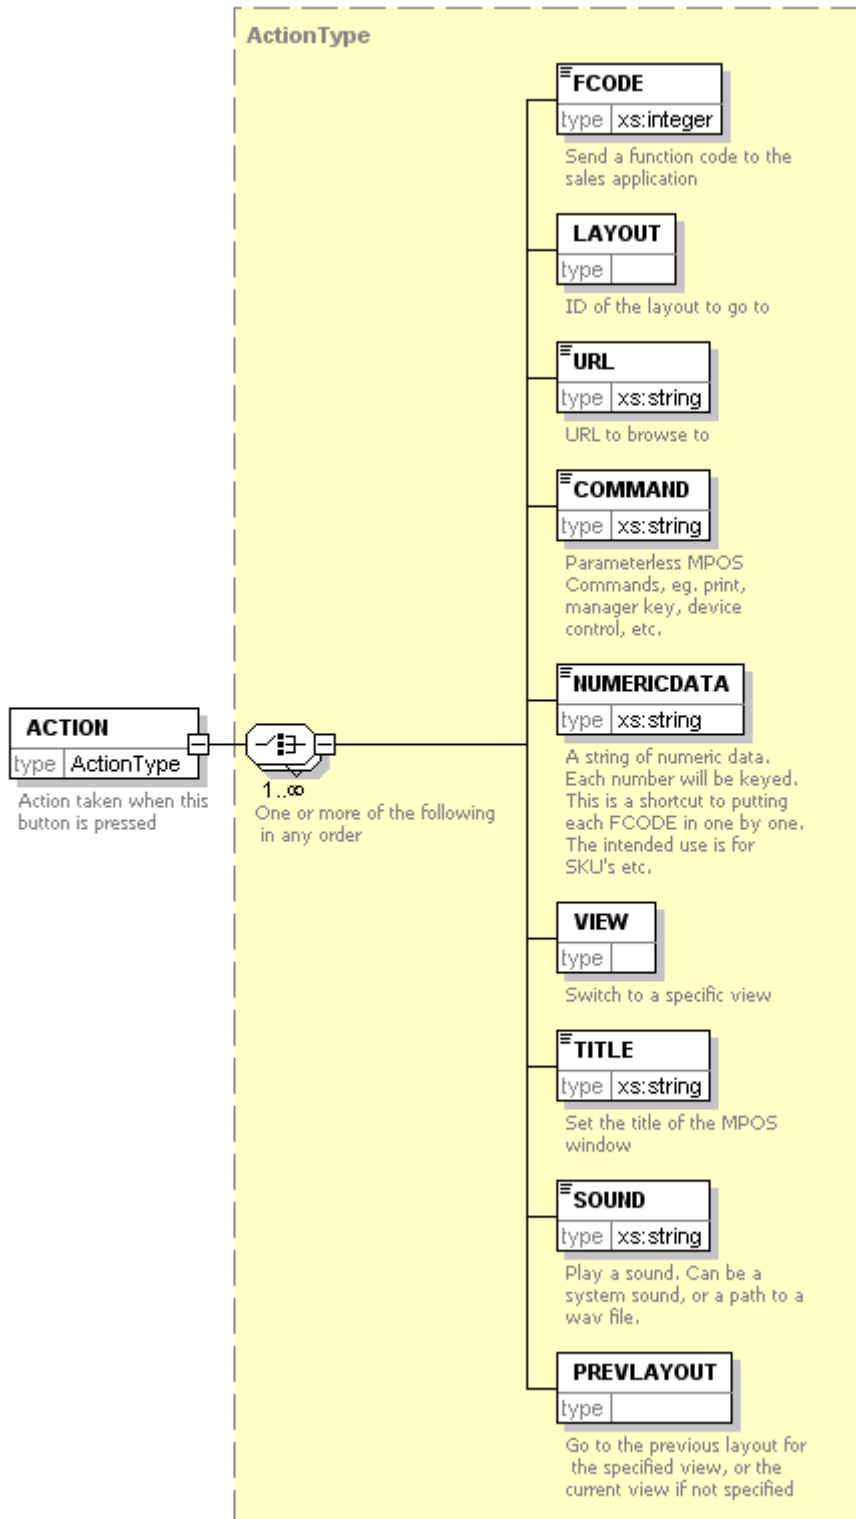 ActionType
FCODE
type xs:integer
Send a function code to the
sales application
LAYOUT
type
ID of the layout to go to
URL
type xs:string
URL to browse to
COMMAND
type xs:string
Parameterless MPOS
Commands, eg. print,
manager key, device
control, etc.
NUMERICDATA
type xs:string
A string of numeric data.
Each number will be keyed.
This is a shortcut to putting
each FCODE in one by one.
The intended use is for
SKU's etc.
ACTION
type ActionType
Action taken when this
button is pressed
1..∞
One or more of the following
in any order
VIEW
type
Switch to a specific view
TITLE
type xs:string
Set the title of the MPOS
window
SOUND
type xs:string
Play a sound. Can be a
system sound, or a path to a
wav file.
PREVLAYOUT
type
Go to the previous layout for
the specified view, or the
current view if not specified